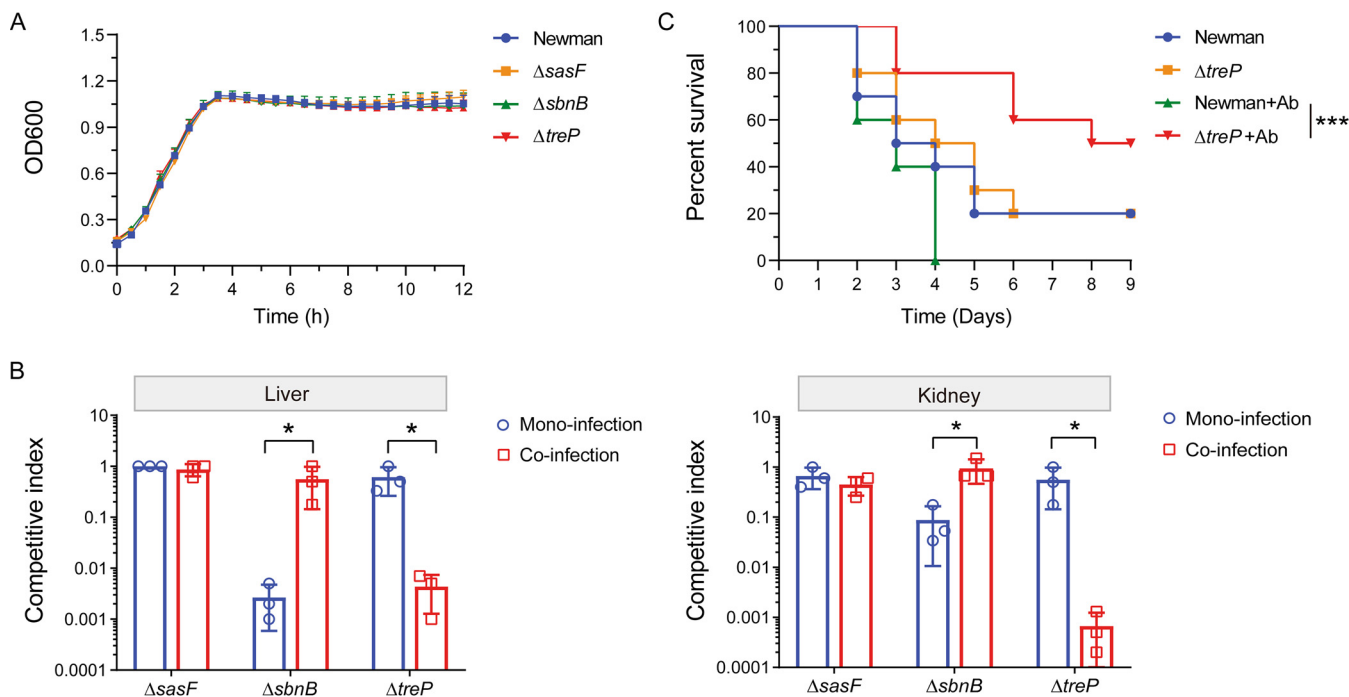 A
OD600
1.5
1.2
0.9
0.6
0.3
0.0
0 2 4 6 8 10 12
Time (h)
Newman
ΔsasF
ΔsbnB
ΔtreP
C
Percent survival
100
80
60
40
20
0
0 1 2 3 4 5 6 7 8 9
Time (Days)
Newman
ΔtreP
Newman+Ab
ΔtreP+Ab
***
B
Liver
Competitive index
10
1
0.1
0.01
0.001
0.0001
* *
ΔsasF ΔsbnB ΔtreP
Mono-infection
Co-infection
Kidney
Competitive index
10
1
0.1
0.01
0.001
0.0001
* *
ΔsasF ΔsbnB ΔtreP
Mono-infection
Co-infection